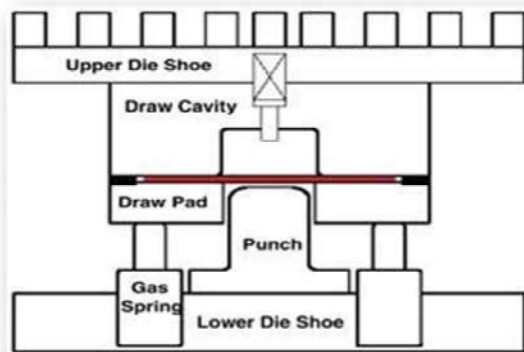 Upper Die Shoe
Draw Cavity
Draw Pad
Punch
Gas
Spring
Lower Die Shoe